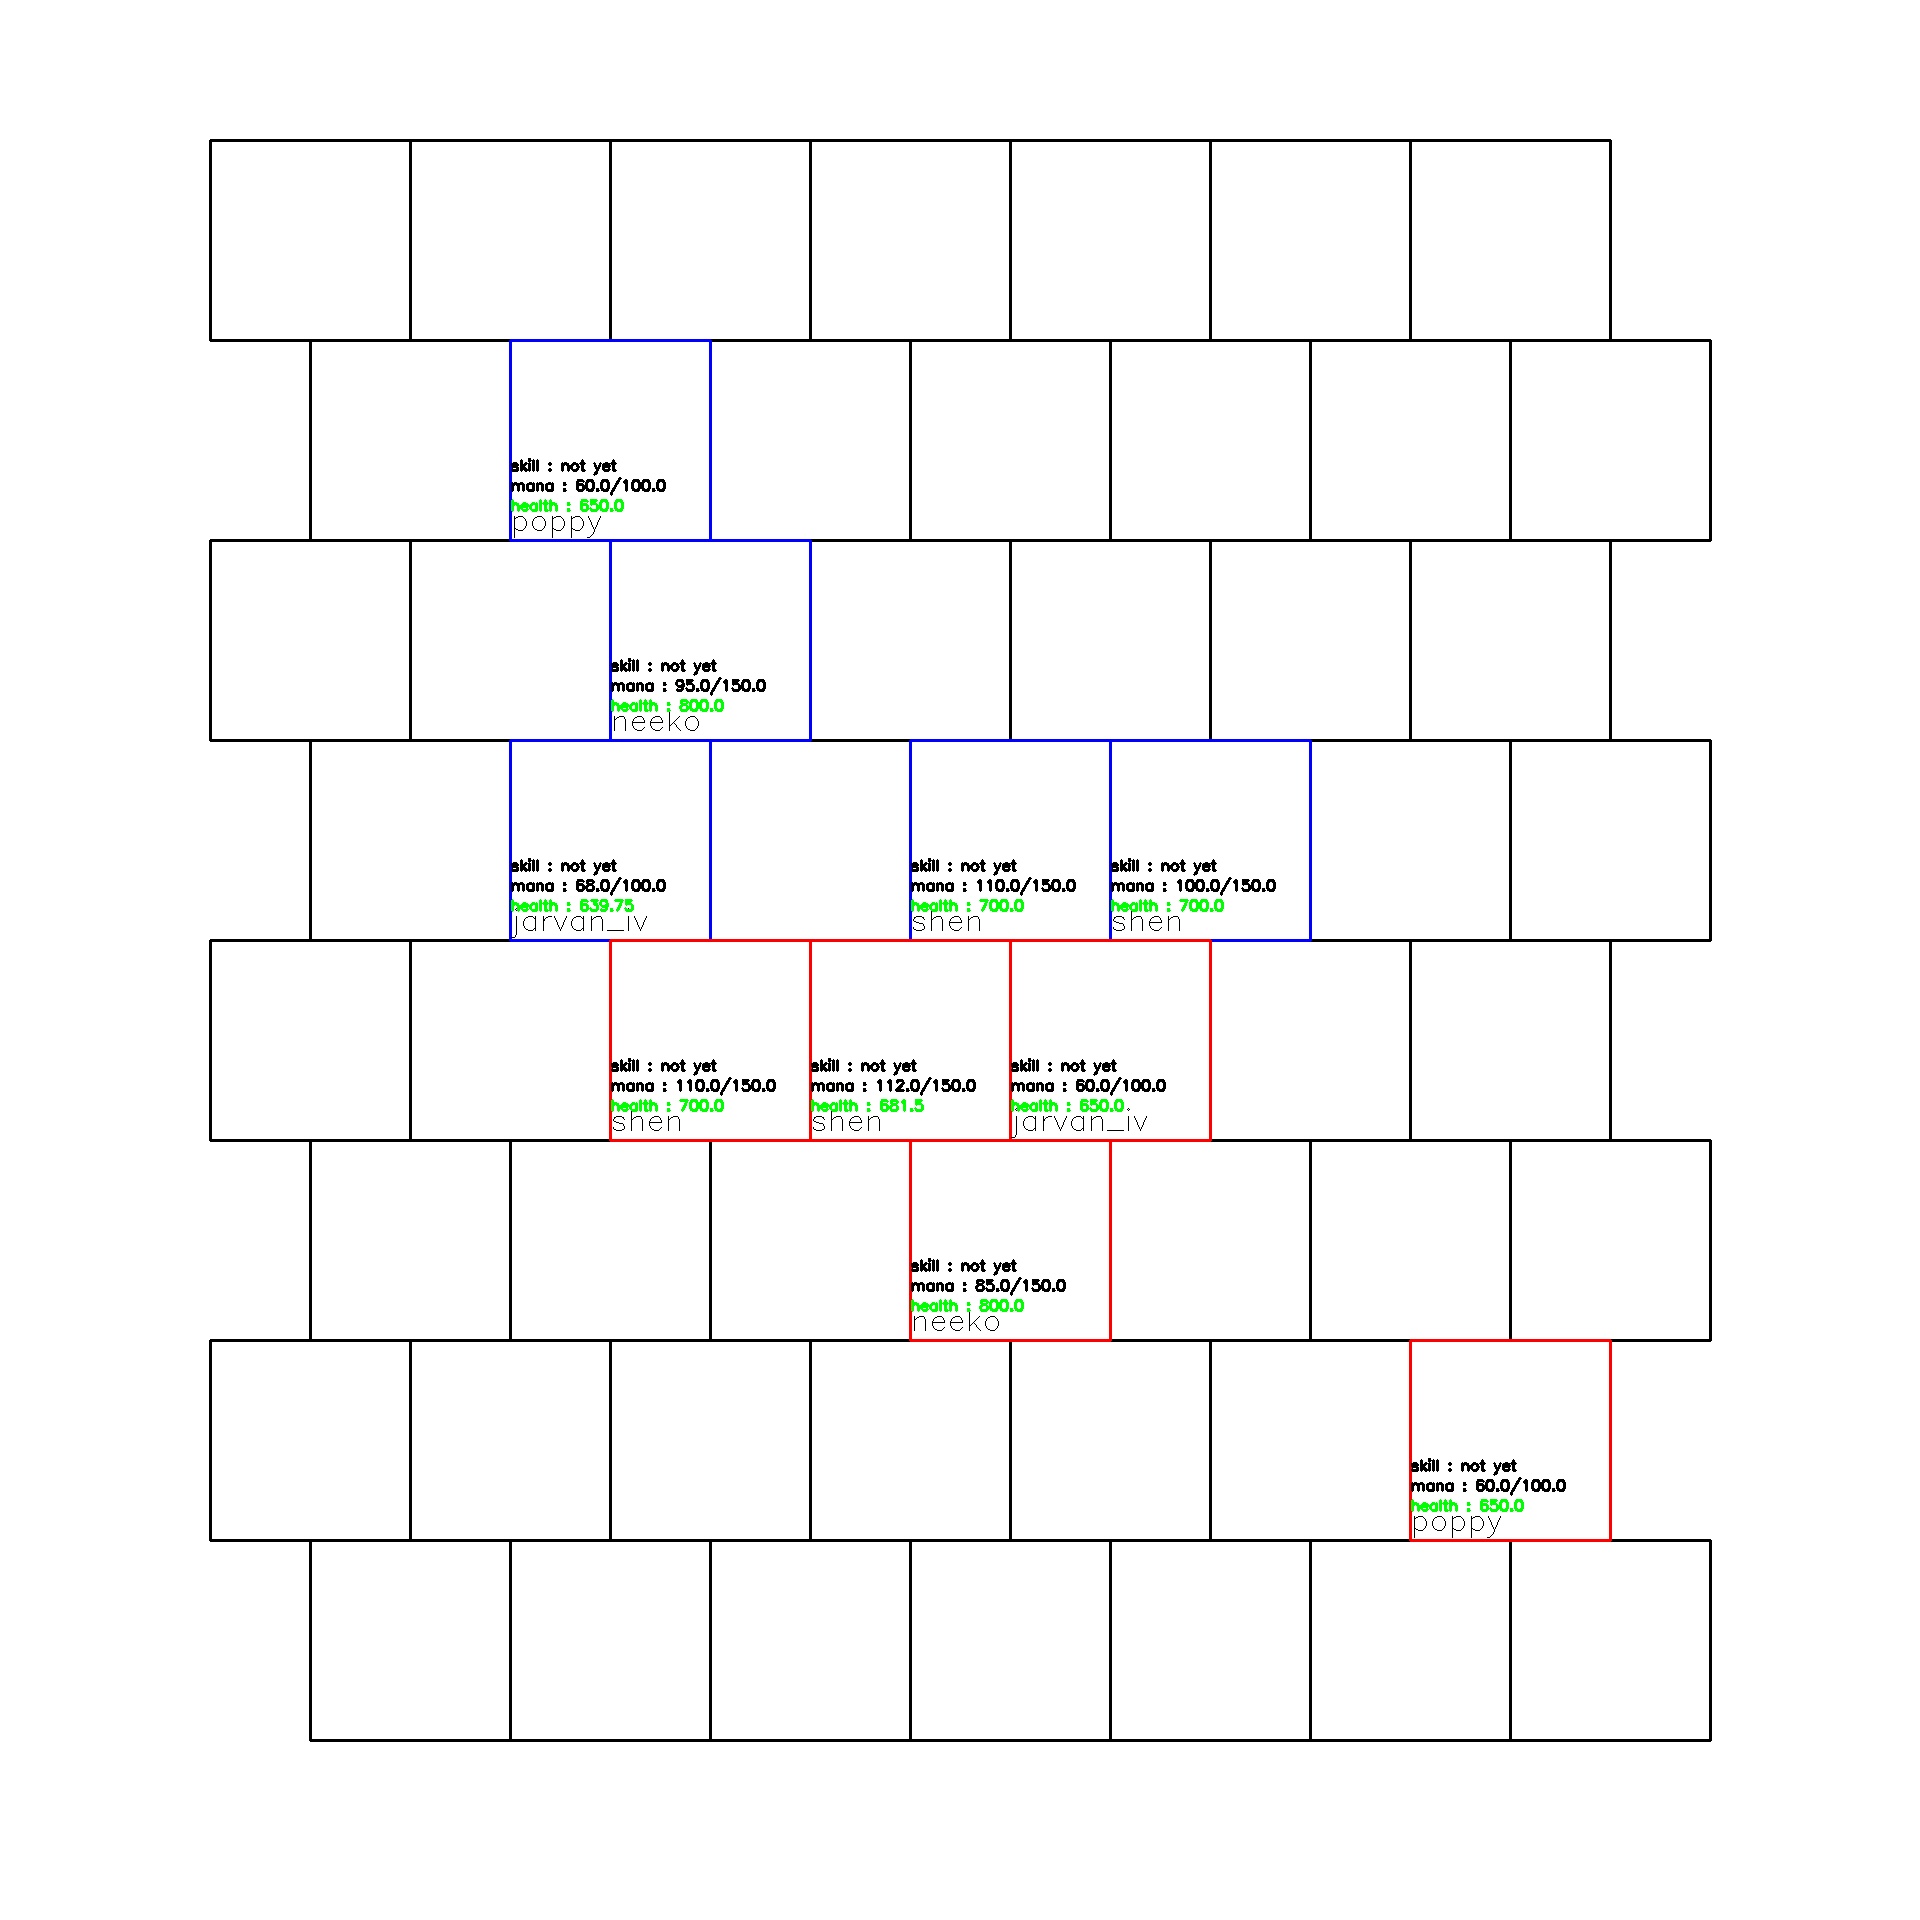 skill : not yet
mana : 60.0/100.0
health : 650.0
poppy
skill : not yet
mana : 95.0/150.0
health : 800.0
neeko
skill : not yet
mana : 68.0/100.0
health : 639.75
jarvan_iv
skill : not yet
mana : 110.0/150.0
health : 700.0
shen
skill : not yet
mana : 100.0/150.0
health : 700.0
shen
skill : not yet
mana : 110.0/150.0
health : 700.0
shen
skill : not yet
mana : 112.0/150.0
health : 681.5
shen
skill : not yet
mana : 60.0/100.0
health : 650.0
jarvan_iv
skill : not yet
mana : 85.0/150.0
health : 800.0
neeko
skill : not yet
mana : 60.0/100.0
health : 650.0
poppy